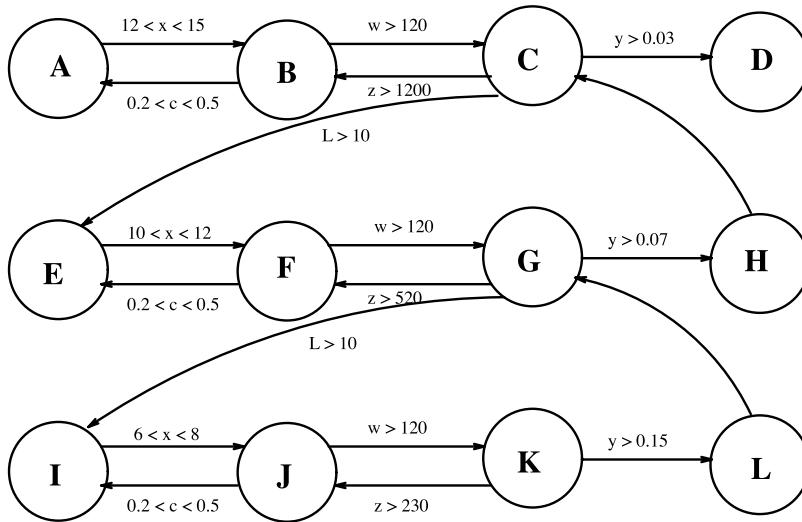 12 < x < 15
w > 120
y > 0.03
A
B
C
D
0.2 < c < 0.5
z > 1200
L > 10
10 < x < 12
w > 120
y > 0.07
E
F
G
H
0.2 < c < 0.5
z > 520
L > 10
6 < x < 8
w > 120
y > 0.15
I
J
K
L
0.2 < c < 0.5
z > 230